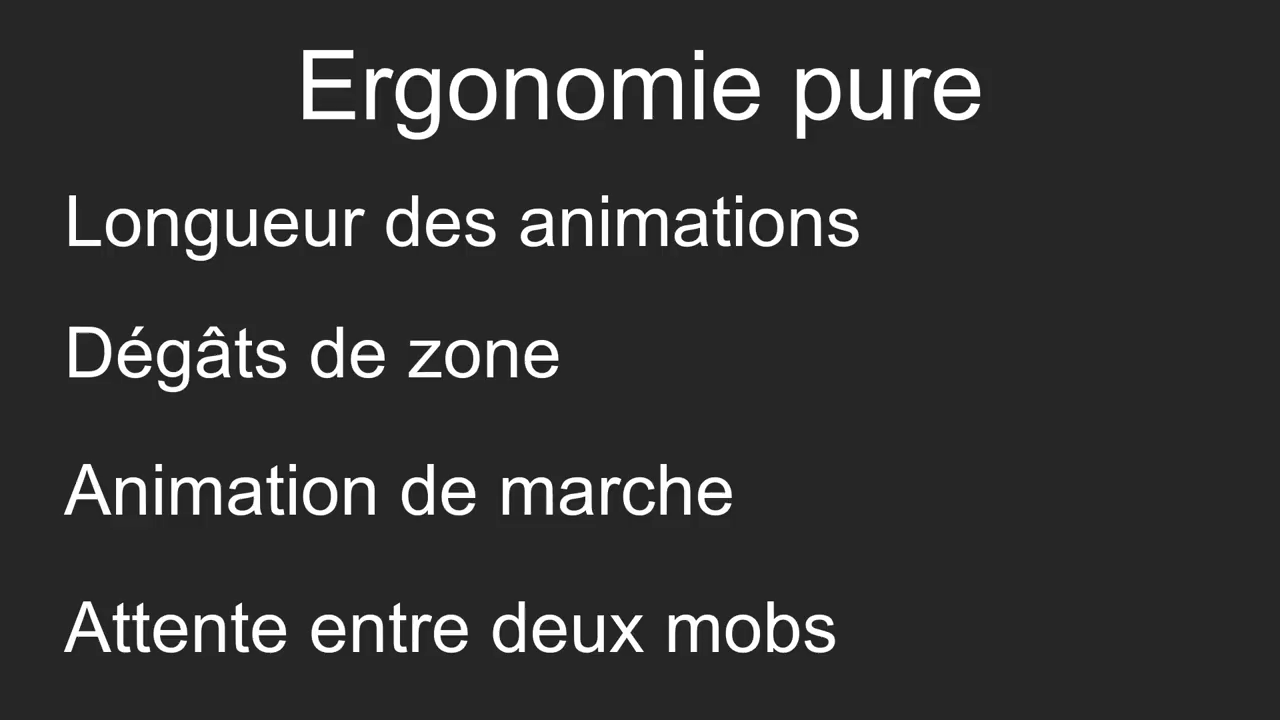 Ergonomie pure
Longueur des animations
Dégâts de zone
Animation de marche
Attente entre deux mobs